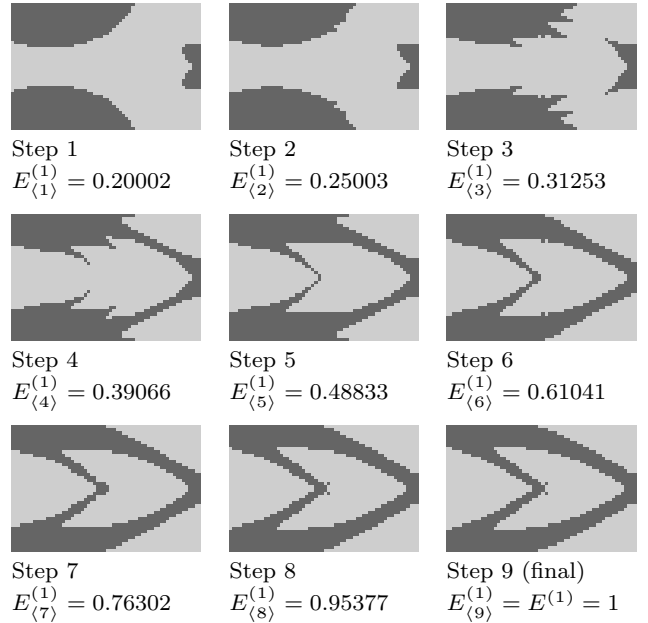 Step 1
E^{(1)}_{⟨1⟩} = 0.20002
Step 2
E^{(1)}_{⟨2⟩} = 0.25003
Step 3
E^{(1)}_{⟨3⟩} = 0.31253
Step 4
E^{(1)}_{⟨4⟩} = 0.39066
Step 5
E^{(1)}_{⟨5⟩} = 0.48833
Step 6
E^{(1)}_{⟨6⟩} = 0.61041
Step 7
E^{(1)}_{⟨7⟩} = 0.76302
Step 8
E^{(1)}_{⟨8⟩} = 0.95377
Step 9 (final)
E^{(1)}_{⟨9⟩} = E^{(1)} = 1